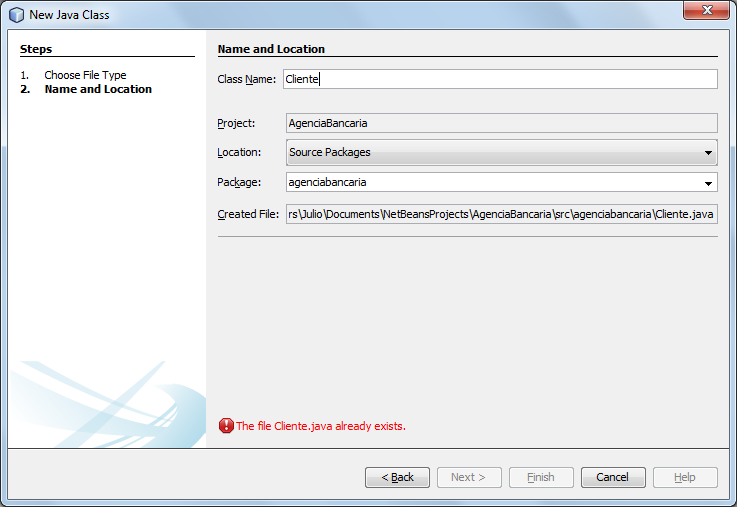 New Java Class
Steps
1. Choose File Type
2. Name and Location
Name and Location
Class Name: Cliente
Project: AgenciaBancaria
Location: Source Packages
Package: agenciabancaria
Created File: rs\Julio\Documents\NetBeansProjects\AgenciaBancaria\src\agenciabancaria\Cliente.java
The file Cliente.java already exists.
< Back Next > Finish Cancel Help